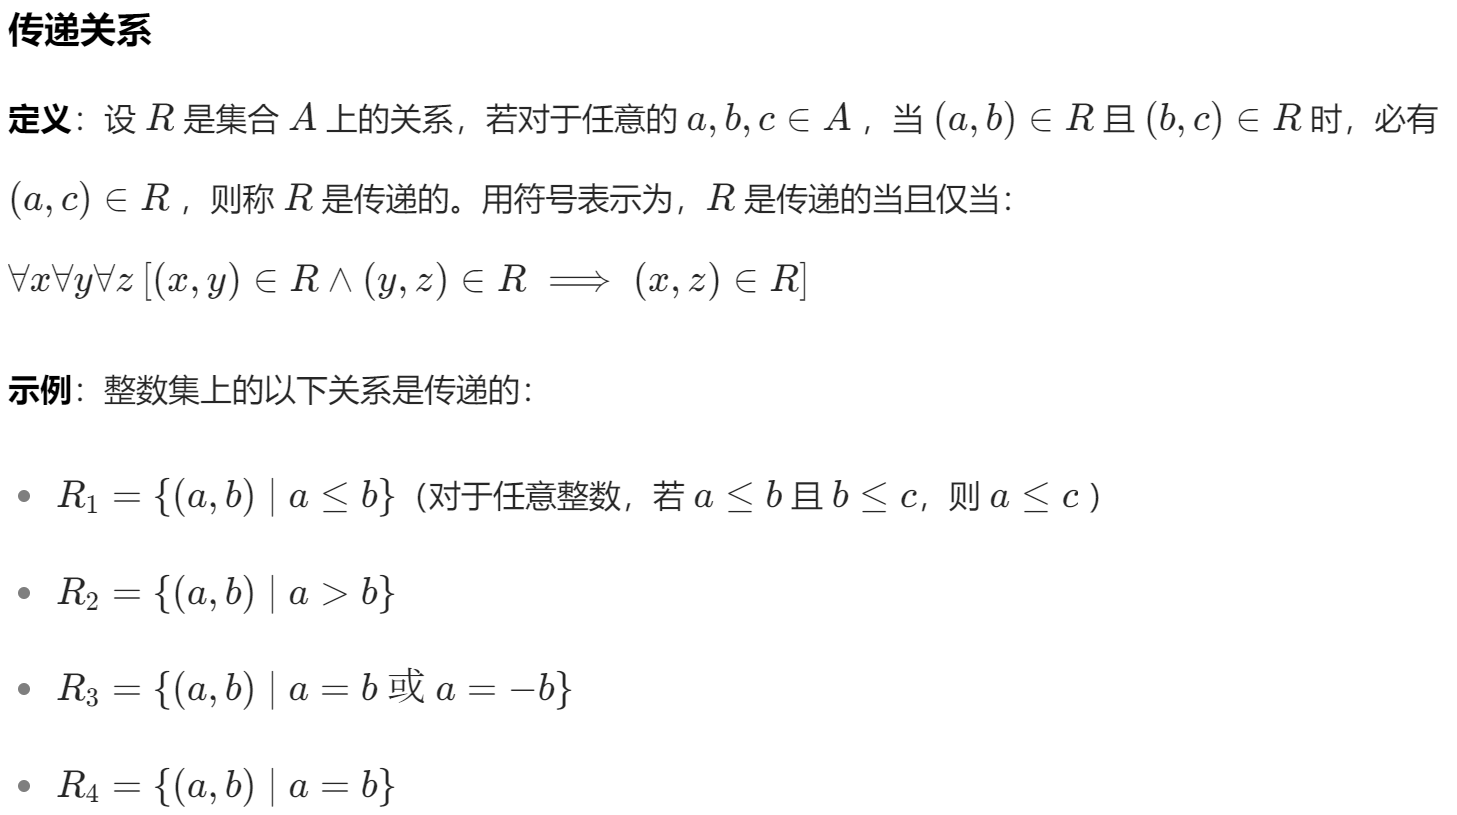 传递关系
定义：设 R 是集合 A 上的关系，若对于任意的 a, b, c ∈ A ，当 (a, b) ∈ R 且 (b, c) ∈ R 时，必有
(a, c) ∈ R ，则称 R 是传递的。用符号表示为，R 是传递的当且仅当：
∀x∀y∀z [(x, y) ∈ R ∧ (y, z) ∈ R ⟹ (x, z) ∈ R]
示例：整数集上的以下关系是传递的：
• R₁ = {(a, b) | a ≤ b}（对于任意整数，若 a ≤ b 且 b ≤ c，则 a ≤ c ）
• R₂ = {(a, b) | a > b}
• R₃ = {(a, b) | a = b 或 a = −b}
• R₄ = {(a, b) | a = b}